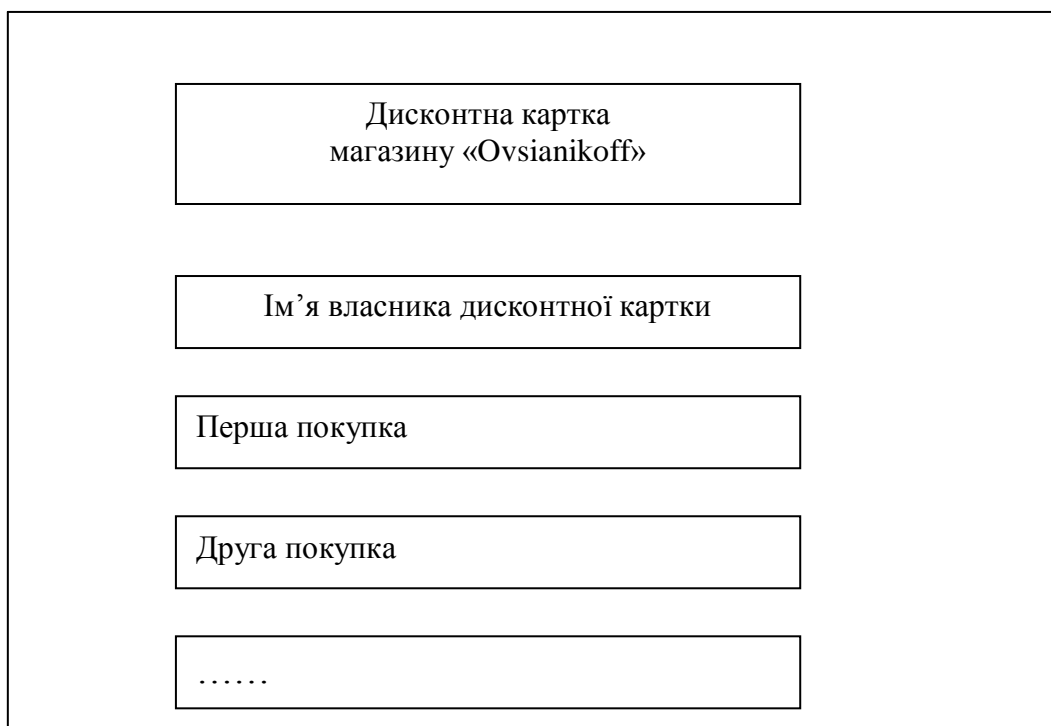 Дисконтна картка
магазину «Ovsianikoff»
Ім’я власника дисконтної картки
Перша покупка
Друга покупка
……